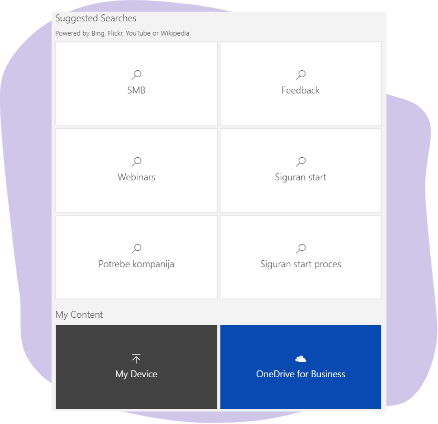 Suggested Searches
Powered by Bing, Flickr, YouTube or Wikipedia
SMB
Feedback
Webinars
Siguran start
Potrebe kompanija
Siguran start proces
My Content
My Device
OneDrive for Business